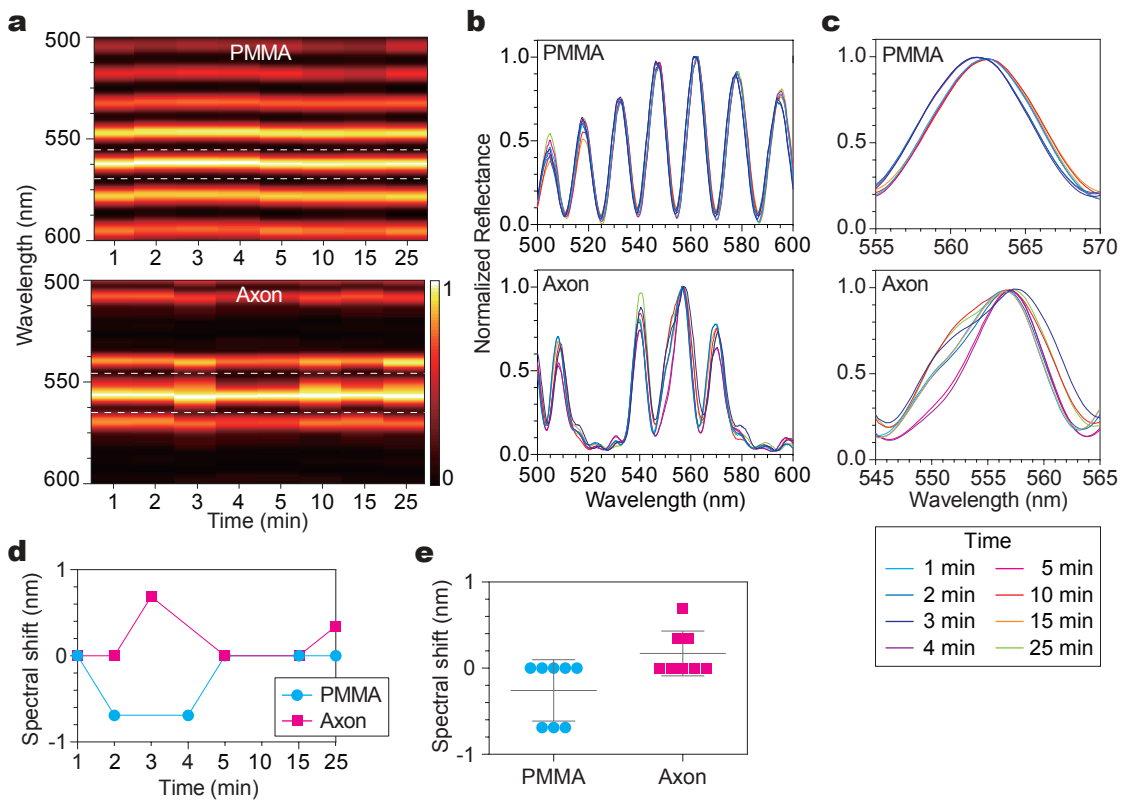 a
500
PMMA
550
600
1 2 3 4 5 10 15 25
500
Axon
1
550
0
600
1 2 3 4 5 10 15 25
Time (min)
Wavelength (nm)
b
PMMA
1.0
0.5
0.0
500 520 540 560 580 600
Axon
1.0
0.5
0.0
500 520 540 560 580 600
Wavelength (nm)
Normalized Reflectance
c
PMMA
1.0
0.5
0.0
555 560 565 570
Axon
1.0
0.5
0.0
545 550 555 560 565
Wavelength (nm)
Time
1 min 5 min
2 min 10 min
3 min 15 min
4 min 25 min
d
Spectral shift (nm)
1
0
-1
PMMA
Axon
1 2 3 4 5 10 15 25
Time (min)
e
Spectral shift (nm)
1
0
-1
PMMA Axon